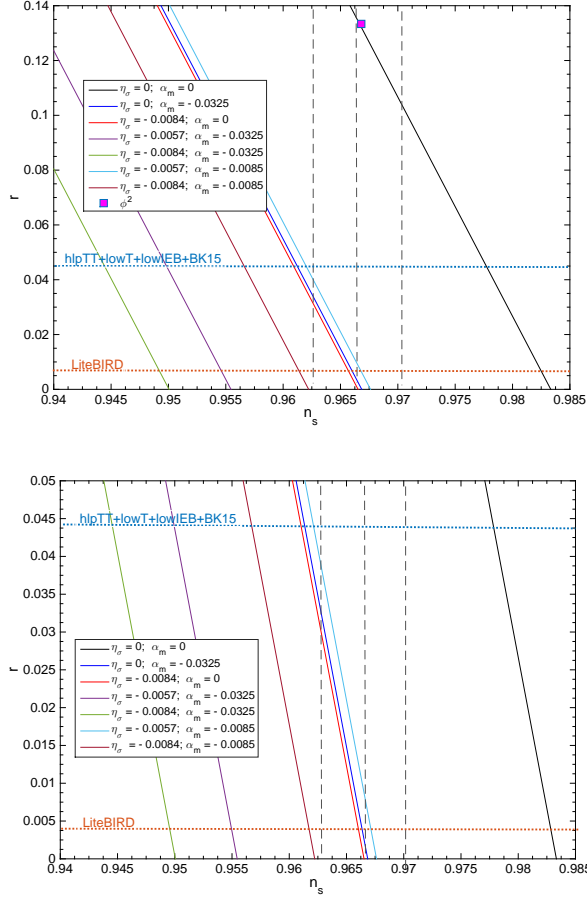 0.14
0.12
0.1
0.08
0.06
0.04
0.02
0
r
η_σ = 0; α_m = 0
η_σ = 0; α_m = - 0.0325
η_σ = - 0.0084; α_m = 0
η_σ = - 0.0057; α_m = - 0.0325
η_σ = - 0.0084; α_m = - 0.0325
η_σ = - 0.0057; α_m = - 0.0085
η_σ = - 0.0084; α_m = - 0.0085
ϕ^2
hlpTT+lowT+lowlEB+BK15
LiteBIRD
0.94 0.945 0.95 0.955 0.96 0.965 0.97 0.975 0.98 0.985
n_s
0.05
0.045
0.04
0.035
0.03
0.025
0.02
0.015
0.01
0.005
0
r
hlpTT+lowT+lowlEB+BK15
η_σ = 0; α_m = 0
η_σ = 0; α_m = - 0.0325
η_σ = - 0.0084; α_m = 0
η_σ = - 0.0057; α_m = - 0.0325
η_σ = - 0.0084; α_m = - 0.0325
η_σ = - 0.0057; α_m = - 0.0085
η_σ = - 0.0084; α_m = - 0.0085
LiteBIRD
0.94 0.945 0.95 0.955 0.96 0.965 0.97 0.975 0.98 0.985
n_s